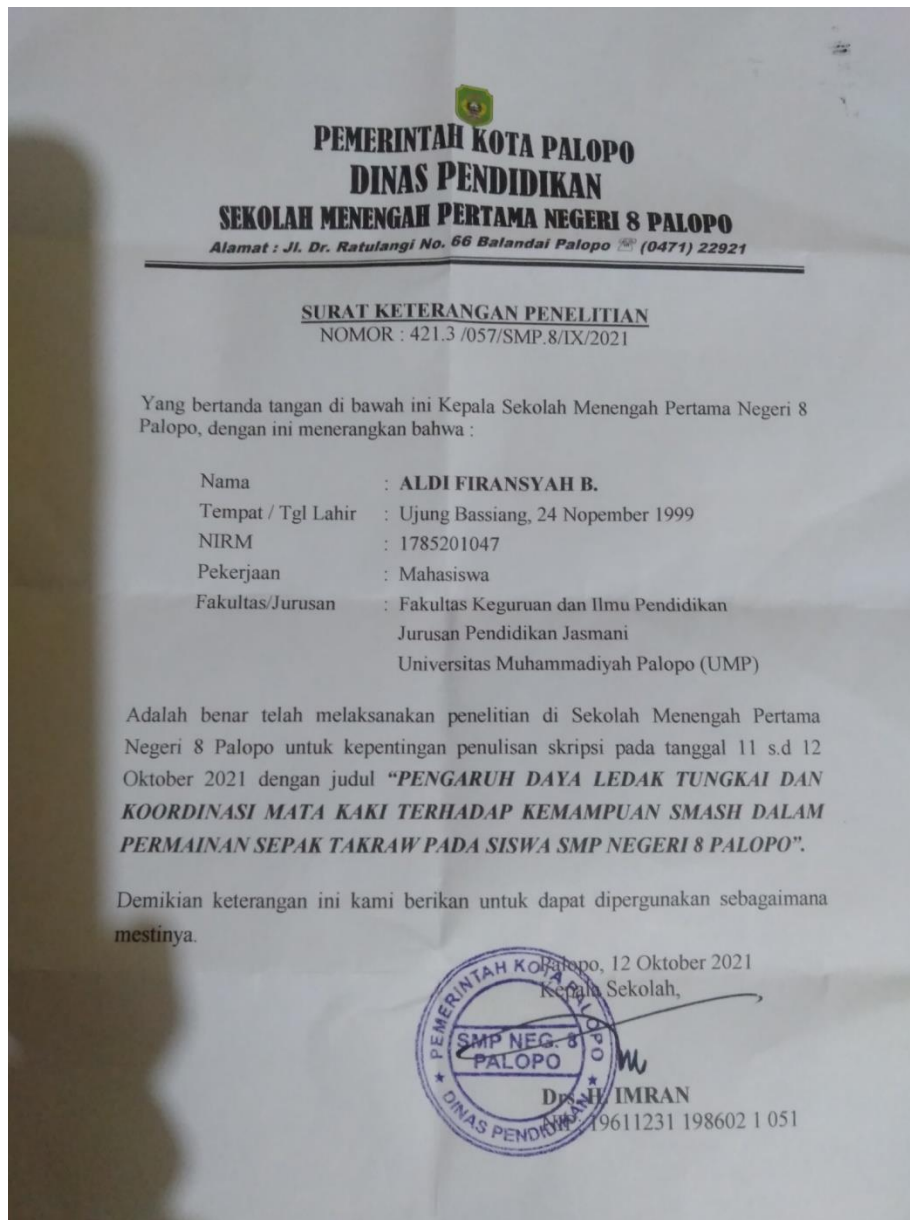 PEMERINTAH KOTA PALOPO
DINAS PENDIDIKAN
SEKOLAH MENENGAH PERTAMA NEGERI 8 PALOPO
Alamat : Jl. Dr. Ratulangi No. 66 Balandai Palopo ☏ (0471) 22921
SURAT KETERANGAN PENELITIAN
NOMOR : 421.3 /057/SMP.8/IX/2021
Yang bertanda tangan di bawah ini Kepala Sekolah Menengah Pertama Negeri 8
Palopo, dengan ini menerangkan bahwa :
Nama : ALDI FIRANSYAH B.
Tempat / Tgl Lahir : Ujung Bassiang, 24 Nopember 1999
NIRM : 1785201047
Pekerjaan : Mahasiswa
Fakultas/Jurusan : Fakultas Keguruan dan Ilmu Pendidikan
Jurusan Pendidikan Jasmani
Universitas Muhammadiyah Palopo (UMP)
Adalah benar telah melaksanakan penelitian di Sekolah Menengah Pertama
Negeri 8 Palopo untuk kepentingan penulisan skripsi pada tanggal 11 s.d 12
Oktober 2021 dengan judul “PENGARUH DAYA LEDAK TUNGKAI DAN
KOORDINASI MATA KAKI TERHADAP KEMAMPUAN SMASH DALAM
PERMAINAN SEPAK TAKRAW PADA SISWA SMP NEGERI 8 PALOPO”.
Demikian keterangan ini kami berikan untuk dapat dipergunakan sebagaimana
mestinya.
Palopo, 12 Oktober 2021
Kepala Sekolah,
PEMERINTAH KOTA PALOPO
SMP NEG. 8
PALOPO
★ DINAS PENDIDIKAN ★
Drs. H. IMRAN
NIP. 19611231 198602 1 051